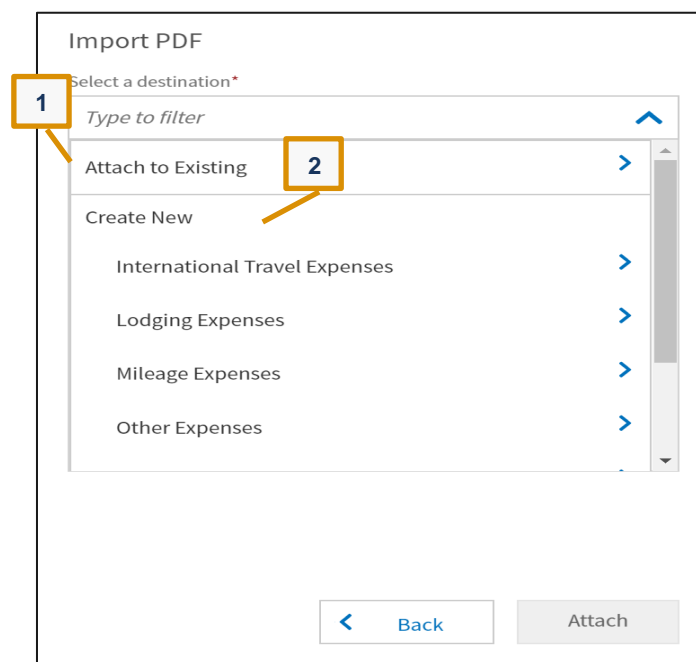 Import PDF
Select a destination*
1
Type to filter
Attach to Existing
2
Create New
International Travel Expenses
Lodging Expenses
Mileage Expenses
Other Expenses
Back
Attach